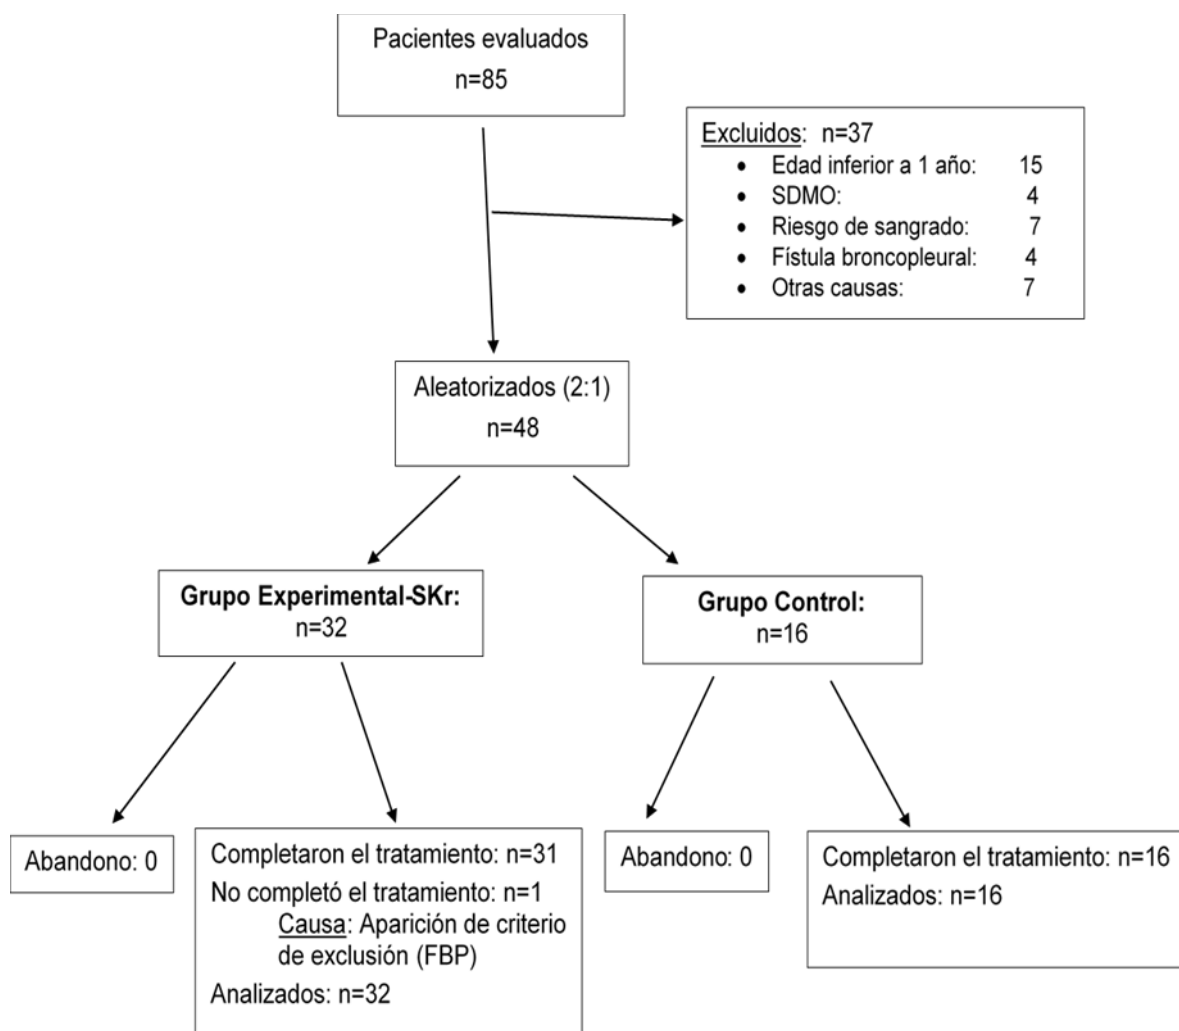 Pacientes evaluados
n=85
Excluidos: n=37
• Edad inferior a 1 año: 15
• SDMO: 4
• Riesgo de sangrado: 7
• Fístula broncopleural: 4
• Otras causas: 7
Aleatorizados (2:1)
n=48
Grupo Experimental-SKr:
n=32
Grupo Control:
n=16
Abandono: 0
Completaron el tratamiento: n=31
No completó el tratamiento: n=1
Causa: Aparición de criterio
de exclusión (FBP)
Analizados: n=32
Abandono: 0
Completaron el tratamiento: n=16
Analizados: n=16